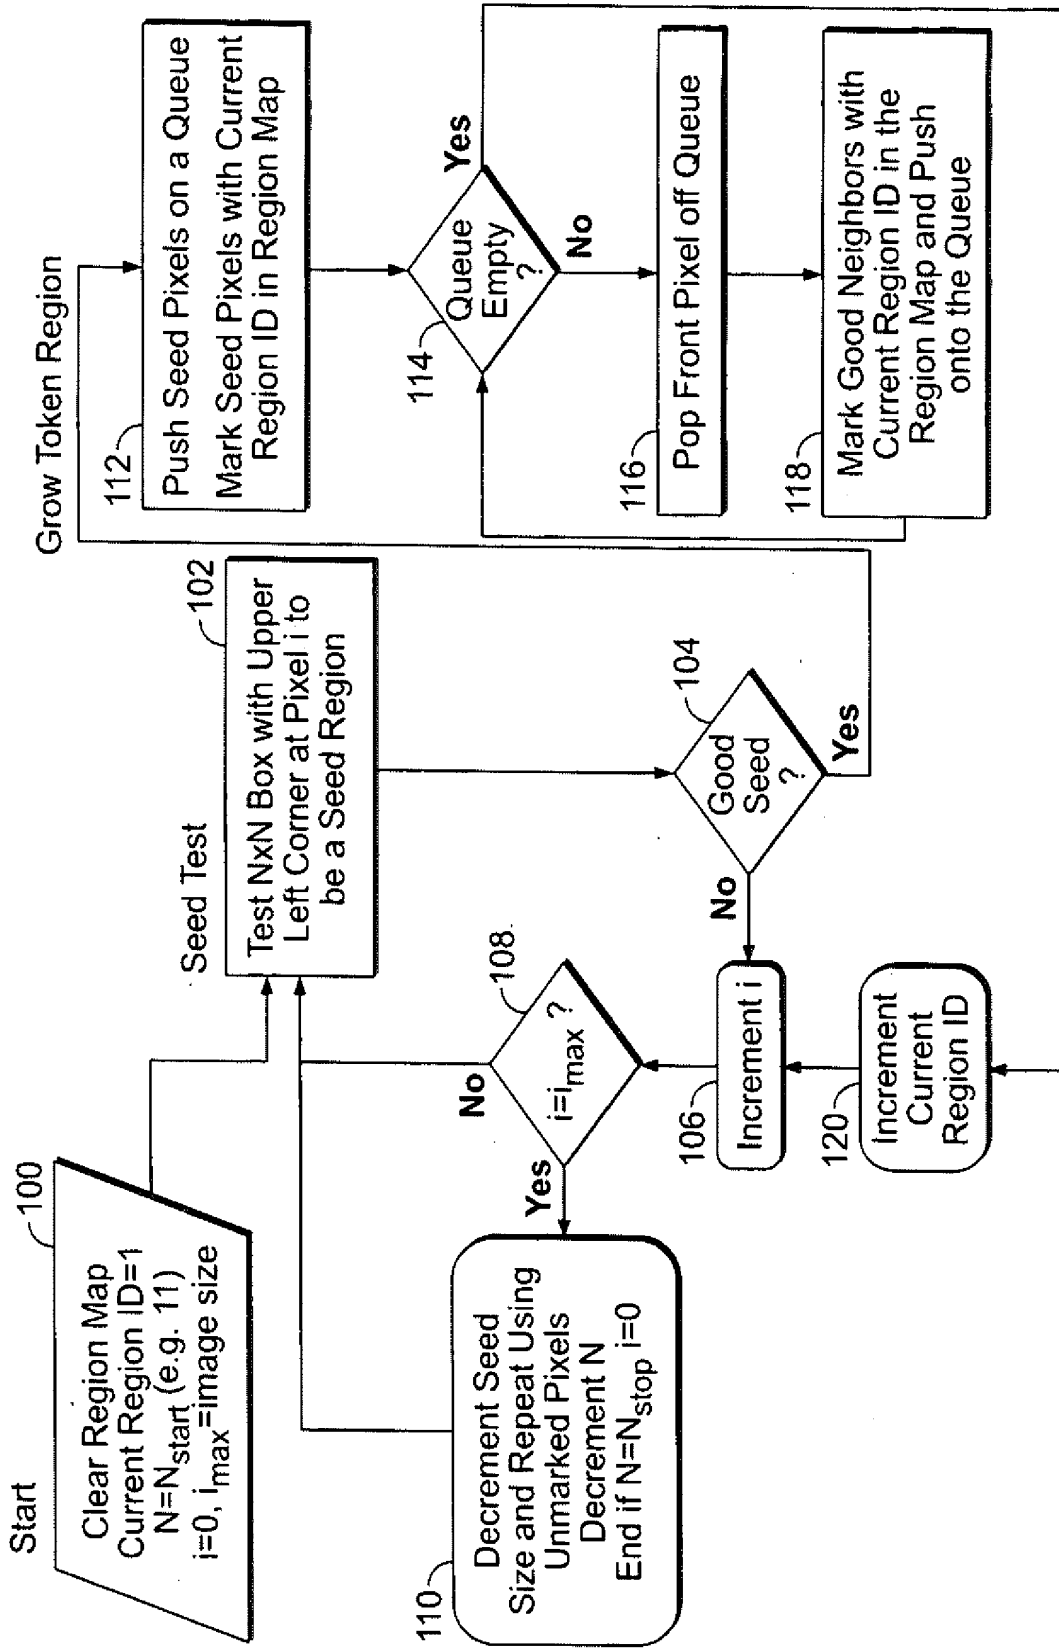 Start
100
Clear Region Map
Current Region ID=1
N=Nstart (e.g. 11)
i=0, imax=image size
Seed Test
102
Test NxN Box with Upper
Left Corner at Pixel i to
be a Seed Region
104
Good
Seed
?
No
Yes
106
Increment i
108
i=imax ?
No
Yes
110
Decrement Seed
Size and Repeat Using
Unmarked Pixels
Decrement N
End if N=Nstop i=0
Grow Token Region
112
Push Seed Pixels on a Queue
Mark Seed Pixels with Current
Region ID in Region Map
114
Queue
Empty
?
Yes
No
116
Pop Front Pixel off Queue
118
Mark Good Neighbors with
Current Region ID in the
Region Map and Push
onto the Queue
120
Increment
Current
Region ID